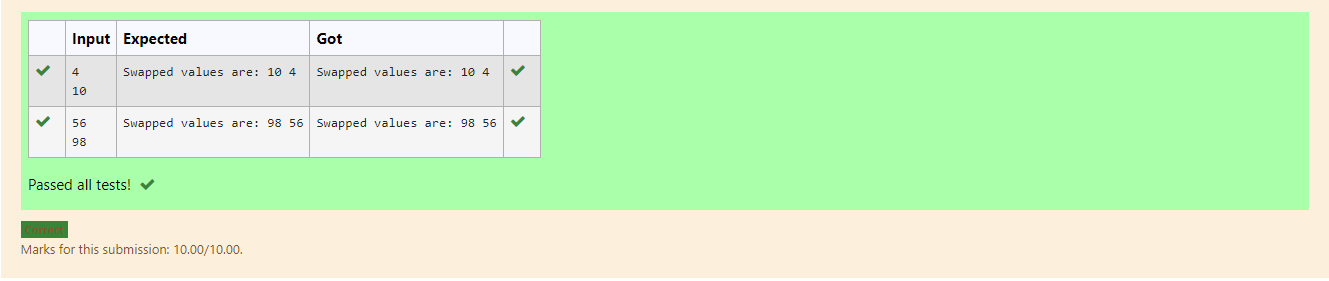 Input Expected Got
4 Swapped values are: 10 4 Swapped values are: 10 4
10
56 Swapped values are: 98 56 Swapped values are: 98 56
98
Passed all tests!
Correct
Marks for this submission: 10.00/10.00.